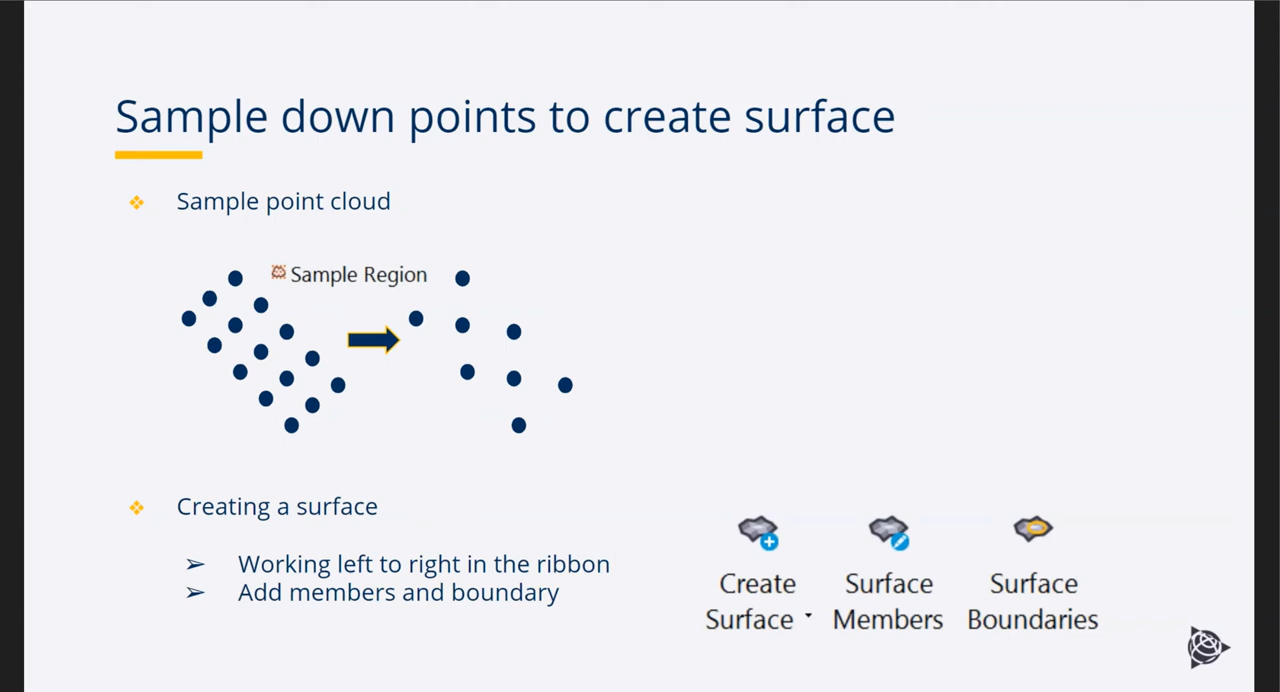 Sample down points to create surface
Sample point cloud
Sample Region
Creating a surface
Working left to right in the ribbon
Add members and boundary
Create
Surface
Surface
Members
Surface
Boundaries